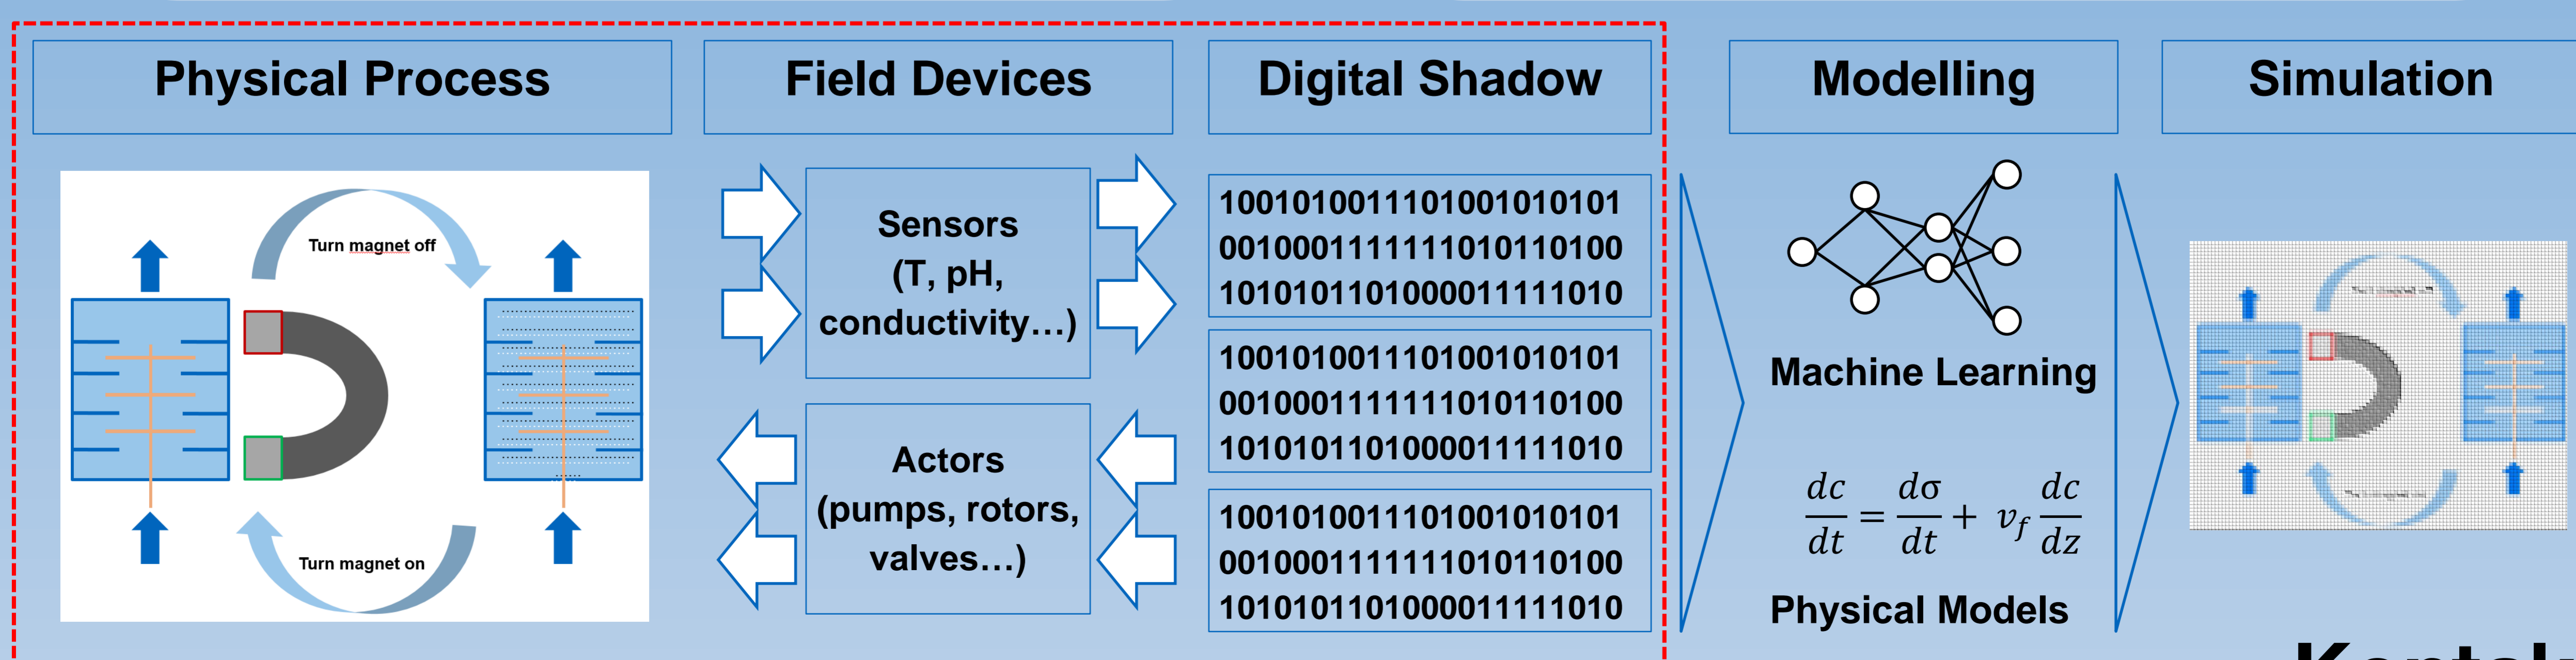 Physical Process
Field Devices
Digital Shadow
Modelling
Simulation
Turn magnet off
Turn magnet on
Sensors
(T, pH,
conductivity…)
Actors
(pumps, rotors,
valves…)
1001010011101001010101
0010001111111010110100
1010101101000011111010
1001010011101001010101
0010001111111010110100
1010101101000011111010
1001010011101001010101
0010001111111010110100
1010101101000011111010
Machine Learning
dc/dt = dσ/dt + v_f dc/dz
Physical Models